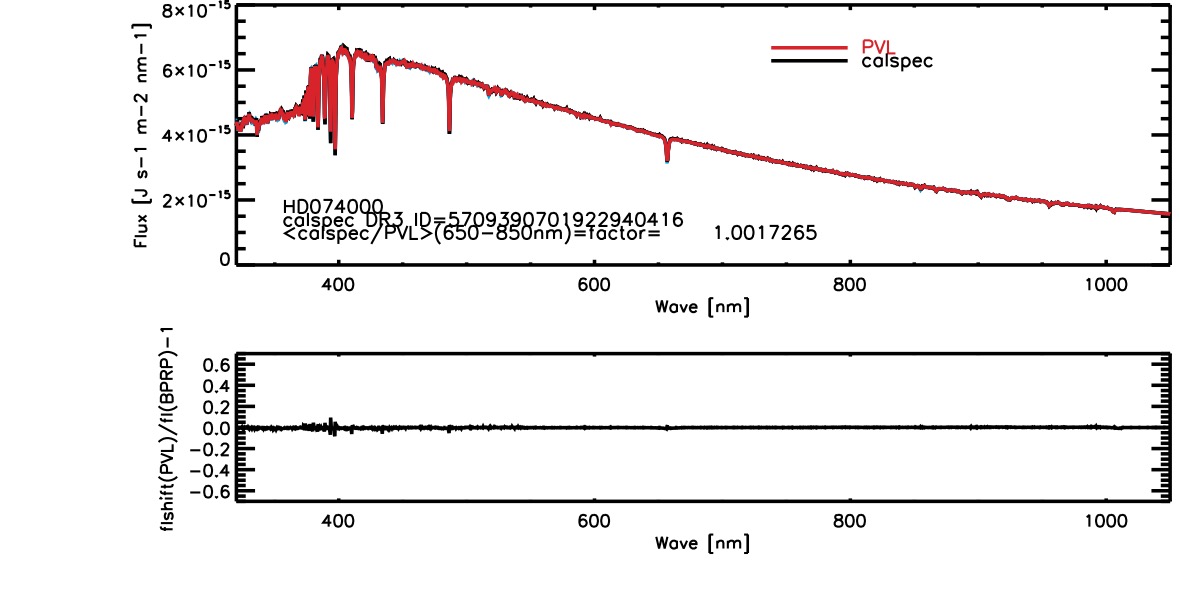 8×10−15
6×10−15
4×10−15
2×10−15
0
Flux [J s−1 m−2 nm−1]
PVL
calspec
HD074000
calspec DR3 ID=5709390701922940416
<calspec/PVL>(650−850nm)=factor= 1.0017265
400 600 800 1000
Wave [nm]
flshift(PVL)/fl(BPRP)−1
0.6
0.4
0.2
0.0
−0.2
−0.4
−0.6
400 600 800 1000
Wave [nm]